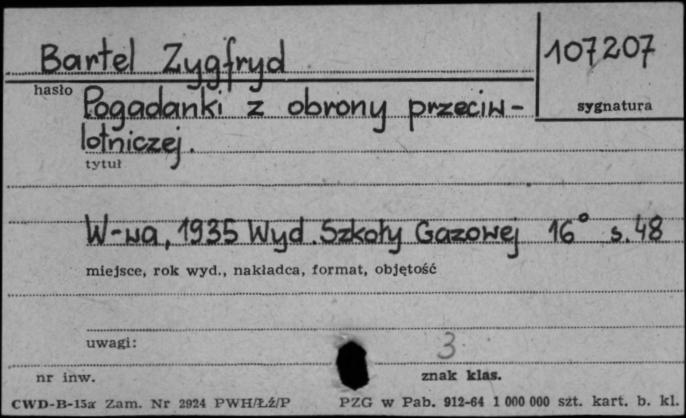 Bartel Zygfryd
107207
hasło
sygnatura
Pogadanki z obrony przeciw-
lotniczej.
tytuł
W-wa, 1935 Wyd. Szkoły Gazowej 16° s. 48
miejsce, rok wyd., nakładca, format, objętość
uwagi:
3
nr inw.
znak klas.
CWD-B-15a Zam. Nr 2924 PWH/Łż/P
PZG w Pab. 912-64 1 000 000 szt. kart. b. kl.